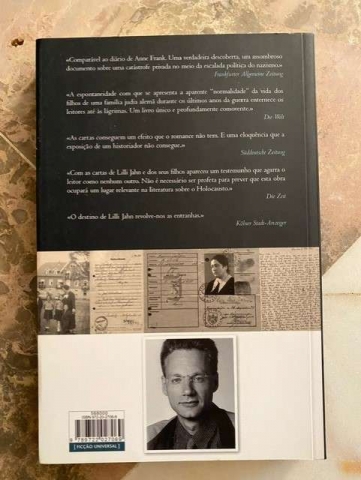 «Comparável ao diário de Anne Frank. Uma verdadeira descoberta, um assombroso
documento sobre uma catástrofe privada no meio da escalada política do nazismo.»
Frankfurter Allgemeine Zeitung
«A espontaneidade com que se apresenta a aparente "normalidade" da vida dos
filhos de uma família judia alemã durante os últimos anos da guerra enternece os
leitores até às lágrimas. Um livro único e profundamente comovente.»
Die Welt
«As cartas conseguem um efeito que o romancer não tem. E uma eloquência que a
exposição de um historiador não consegue.»
Süddeutsche Zeitung
«Com as cartas de Lilli Jahn e dos seus filhos apareceu um testemunho que agarra o
leitor como nenhum outro. Não é necessário ser profeta para prever que esta obra
ocupará um lugar relevante na literatura sobre o Holocausto.»
Die Zeit
«O destino de Lilli Jahn resolve-nos as entranhas.»
Kölner Stadt-Anzeiger
[FICÇÃO UNIVERSAL]